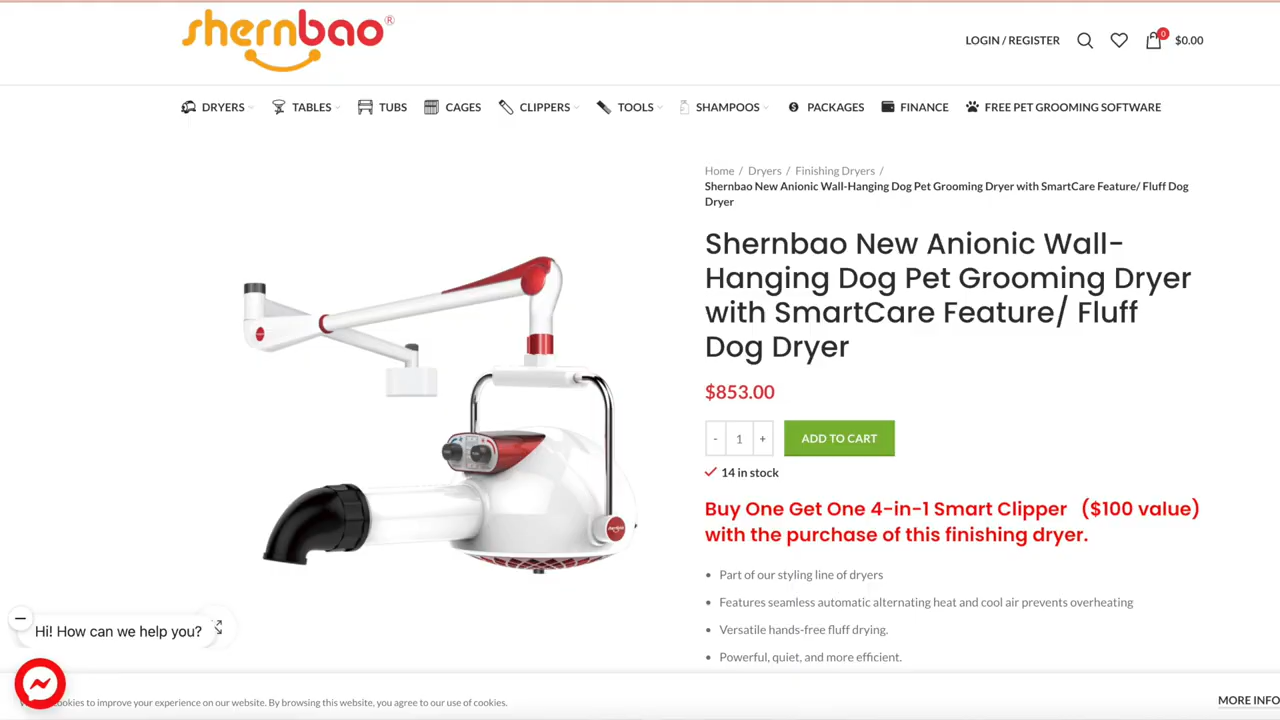 shernbao®
LOGIN / REGISTER
0
$0.00
DRYERS
TABLES
TUBS
CAGES
CLIPPERS
TOOLS
SHAMPOOS
PACKAGES
FINANCE
FREE PET GROOMING SOFTWARE
Home / Dryers / Finishing Dryers /
Shernbao New Anionic Wall-Hanging Dog Pet Grooming Dryer with SmartCare Feature/ Fluff Dog
Dryer
Shernbao New Anionic Wall-
Hanging Dog Pet Grooming Dryer
with SmartCare Feature/ Fluff
Dog Dryer
$853.00
- 1 +
ADD TO CART
14 in stock
Buy One Get One 4-in-1 Smart Clipper ($100 value)
with the purchase of this finishing dryer.
• Part of our styling line of dryers
• Features seamless automatic alternating heat and cool air prevents overheating
• Versatile hands-free fluff drying.
• Powerful, quiet, and more efficient.
Hi! How can we help you?
to improve your experience on our website. By browsing this website, you agree to our use of cookies.
MORE INFO